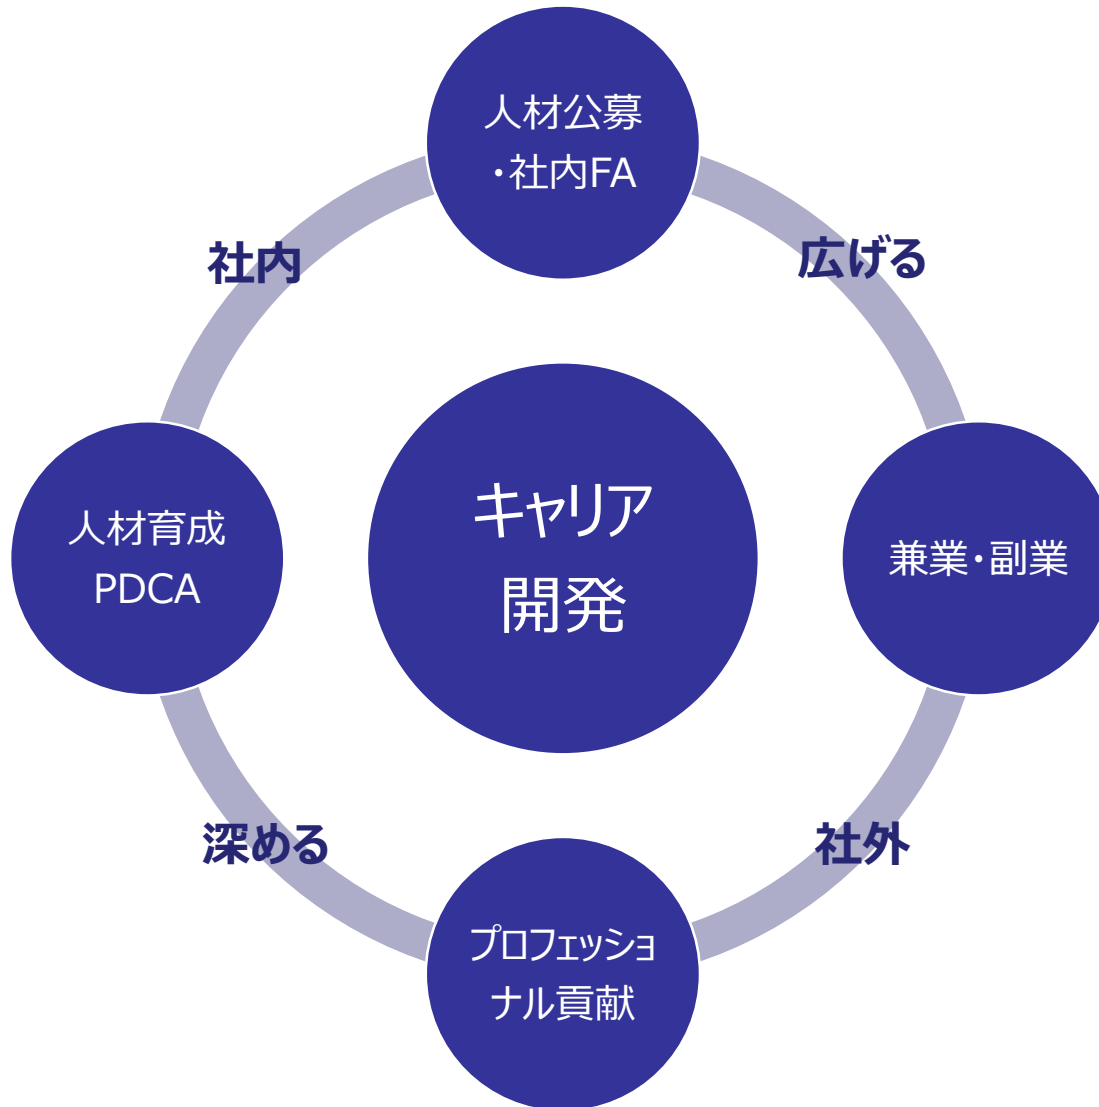 人材公募
・社内FA
社内
広げる
キャリア
開発
人材育成
PDCA
兼業・副業
深める
社外
プロフェッショ
ナル貢献